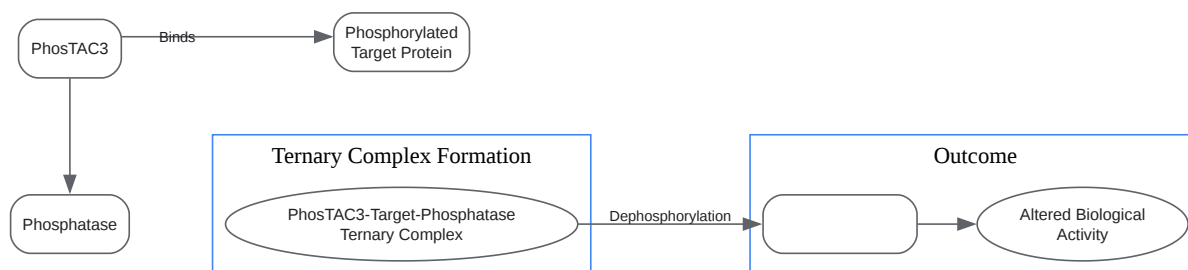 PhosTAC3
Binds
Phosphorylated
Target Protein
Phosphatase
Ternary Complex Formation
PhosTAC3-Target-Phosphatase
Ternary Complex
Dephosphorylation
Outcome
Altered Biological
Activity